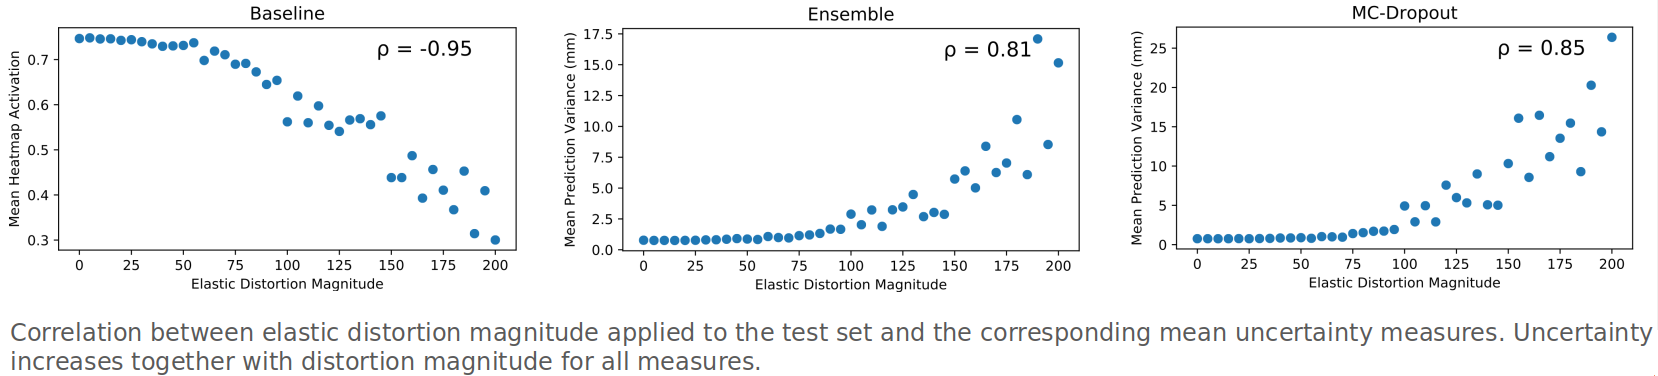 Baseline
ρ = -0.95
Mean Heatmap Activation
0.7
0.6
0.5
0.4
0.3
0 25 50 75 100 125 150 175 200
Elastic Distortion Magnitude
Ensemble
ρ = 0.81
Mean Prediction Variance (mm)
17.5
15.0
12.5
10.0
7.5
5.0
2.5
0.0
0 25 50 75 100 125 150 175 200
Elastic Distortion Magnitude
MC-Dropout
ρ = 0.85
Mean Prediction Variance (mm)
25
20
15
10
5
0
0 25 50 75 100 125 150 175 200
Elastic Distortion Magnitude
Correlation between elastic distortion magnitude applied to the test set and the corresponding mean uncertainty measures. Uncertainty
increases together with distortion magnitude for all measures.